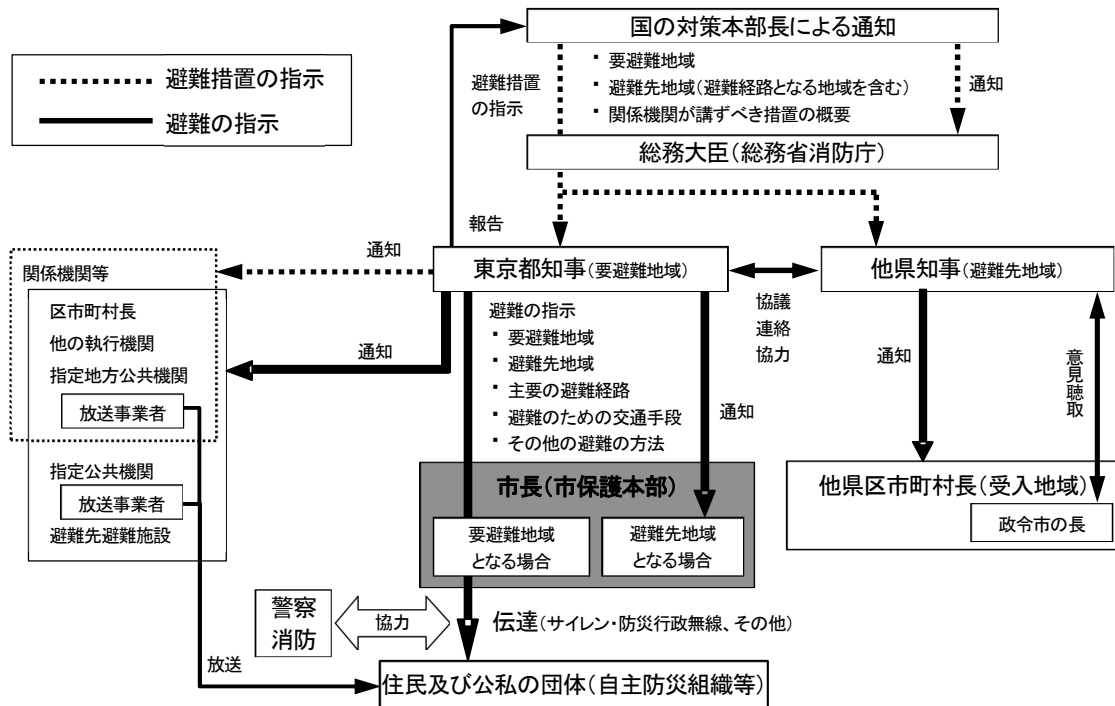 国の対策本部長による通知
避難措置の指示
避難の指示
避難措置
の指示
・要避難地域
・避難先地域(避難経路となる地域を含む)
・関係機関が講ずべき措置の概要
通知
総務大臣(総務省消防庁)
報告
通知
東京都知事(要避難地域)
他県知事(避難先地域)
関係機関等
協議
連絡
協力
区市町村長
他の執行機関
指定地方公共機関
放送事業者
通知
避難の指示
・要避難地域
・避難先地域
・主要の避難経路
・避難のための交通手段
・その他の避難の方法
通知
通知
意見聴取
指定公共機関
放送事業者
避難先避難施設
市長(市保護本部)
要避難地域
となる場合
避難先地域
となる場合
他県区市町村長(受入地域)
政令市の長
警察
消防
協力
伝達(サイレン・防災行政無線、その他)
放送
住民及び公私の団体(自主防災組織等)